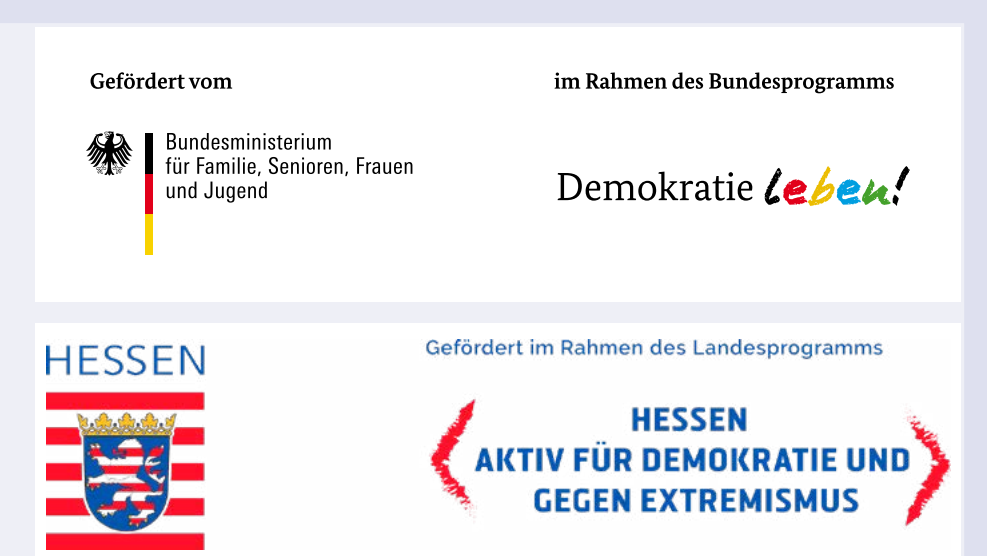 Gefördert vom
im Rahmen des Bundesprogramms
Bundesministerium
für Familie, Senioren, Frauen
und Jugend
Demokratie leben!
HESSEN
Gefördert im Rahmen des Landesprogramms
HESSEN
AKTIV FÜR DEMOKRATIE UND
GEGEN EXTREMISMUS